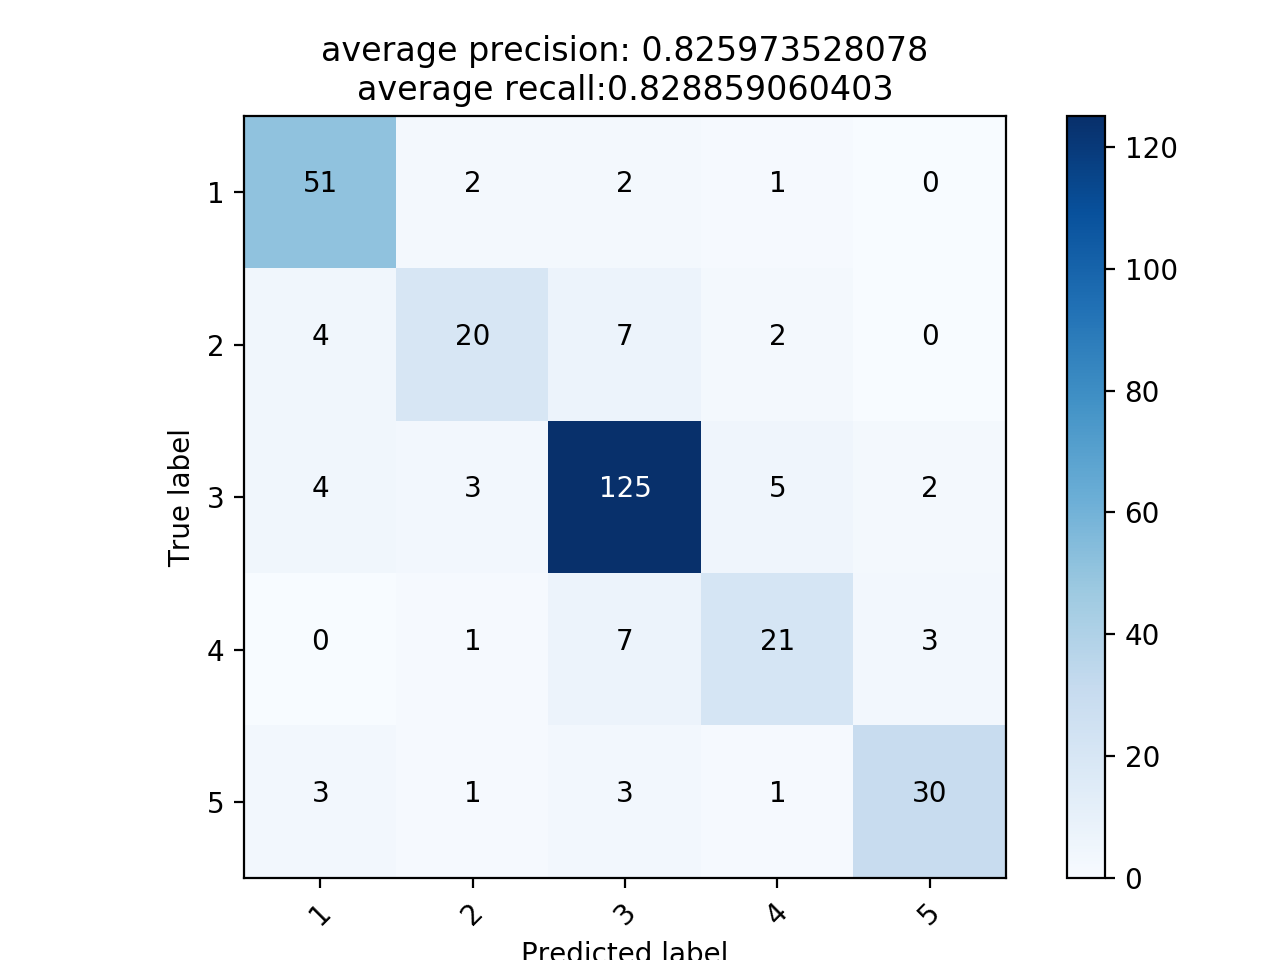 average precision: 0.825973528078
average recall:0.828859060403
1 51 2 2 1 0
2 4 20 7 2 0
3 4 3 125 5 2
4 0 1 7 21 3
5 3 1 3 1 30
True label
1 2 3 4 5
Predicted label
120
100
80
60
40
20
0